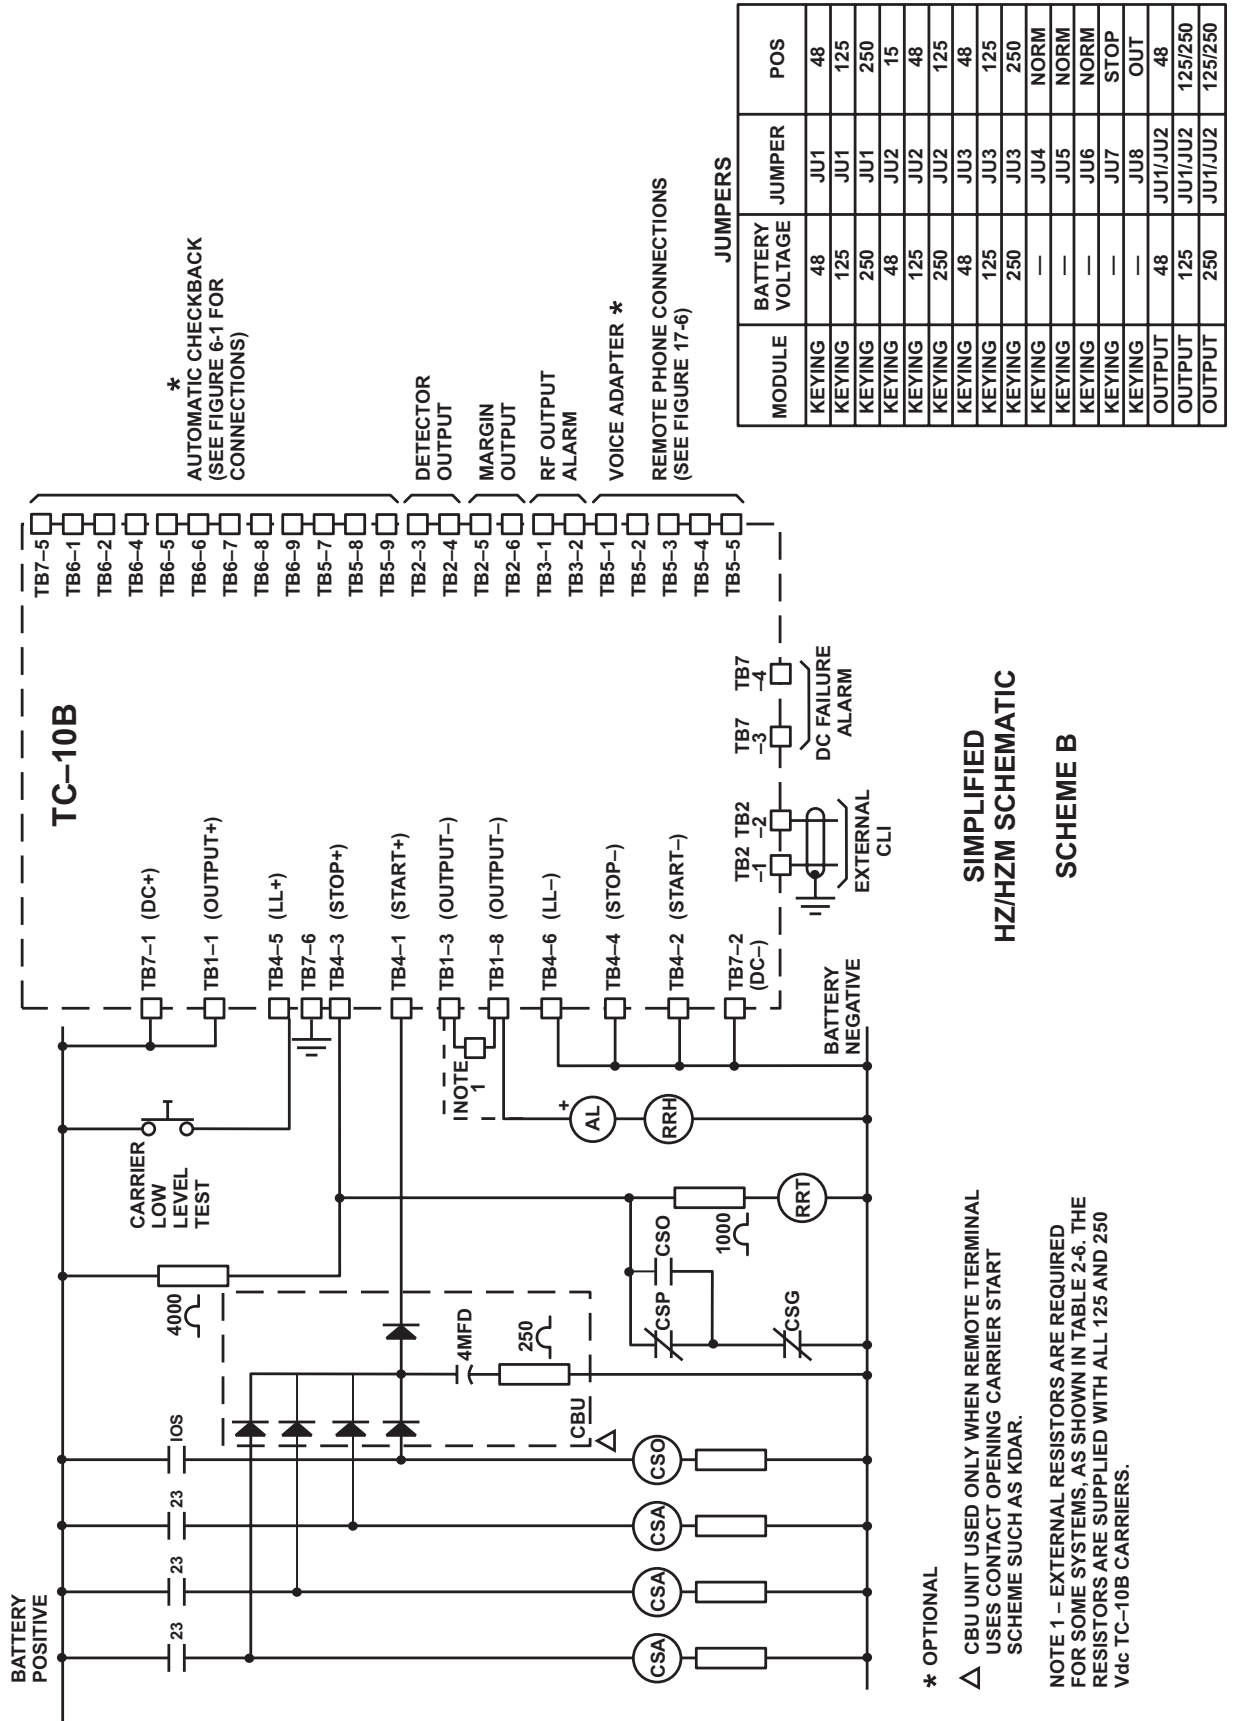 BATTERY
POSITIVE
23
23
23
IOS
4000
CARRIER
LOW
LEVEL
TEST
CBU
4MFD
250
CSA
CSA
CSA
CSO
CSP
CSO
CSG
1000
RRT
NOTE
1
+
AL
RRH
BATTERY
NEGATIVE
TC–10B
TB7–1 (DC+)
TB1–1 (OUTPUT+)
TB4–5 (LL+)
TB7–6
TB4–3 (STOP+)
TB4–1 (START+)
TB1–3 (OUTPUT–)
TB1–8 (OUTPUT–)
TB4–6 (LL–)
TB4–4 (STOP–)
TB4–2 (START–)
TB7–2
(DC–)
TB2
–1
TB2
–2
EXTERNAL
CLI
TB7
–3
TB7
–4
DC FAILURE
ALARM
TB7–5
TB6–1
TB6–2
TB6–4
TB6–5
TB6–6
TB6–7
TB6–8
TB6–9
TB5–7
TB5–8
TB5–9
TB2–3
TB2–4
TB2–5
TB2–6
TB3–1
TB3–2
TB5–1
TB5–2
TB5–3
TB5–4
TB5–5
*
AUTOMATIC CHECKBACK
(SEE FIGURE 6-1 FOR
CONNECTIONS)
DETECTOR
OUTPUT
MARGIN
OUTPUT
RF OUTPUT
ALARM
VOICE ADAPTER *
REMOTE PHONE CONNECTIONS
(SEE FIGURE 17-6)
JUMPERS
MODULE BATTERY VOLTAGE JUMPER POS
KEYING 48 JU1 48
KEYING 125 JU1 125
KEYING 250 JU1 250
KEYING 48 JU2 15
KEYING 125 JU2 48
KEYING 250 JU2 125
KEYING 48 JU3 48
KEYING 125 JU3 125
KEYING 250 JU3 250
KEYING — JU4 NORM
KEYING — JU5 NORM
KEYING — JU6 NORM
KEYING — JU7 STOP
KEYING — JU8 OUT
OUTPUT 48 JU1/JU2 48
OUTPUT 125 JU1/JU2 125/250
OUTPUT 250 JU1/JU2 125/250
SIMPLIFIED
HZ/HZM SCHEMATIC
SCHEME B
* OPTIONAL
△ CBU UNIT USED ONLY WHEN REMOTE TERMINAL
USES CONTACT OPENING CARRIER START
SCHEME SUCH AS KDAR.
NOTE 1 – EXTERNAL RESISTORS ARE REQUIRED
FOR SOME SYSTEMS, AS SHOWN IN TABLE 2-6. THE
RESISTORS ARE SUPPLIED WITH ALL 125 AND 250
Vdc TC–10B CARRIERS.